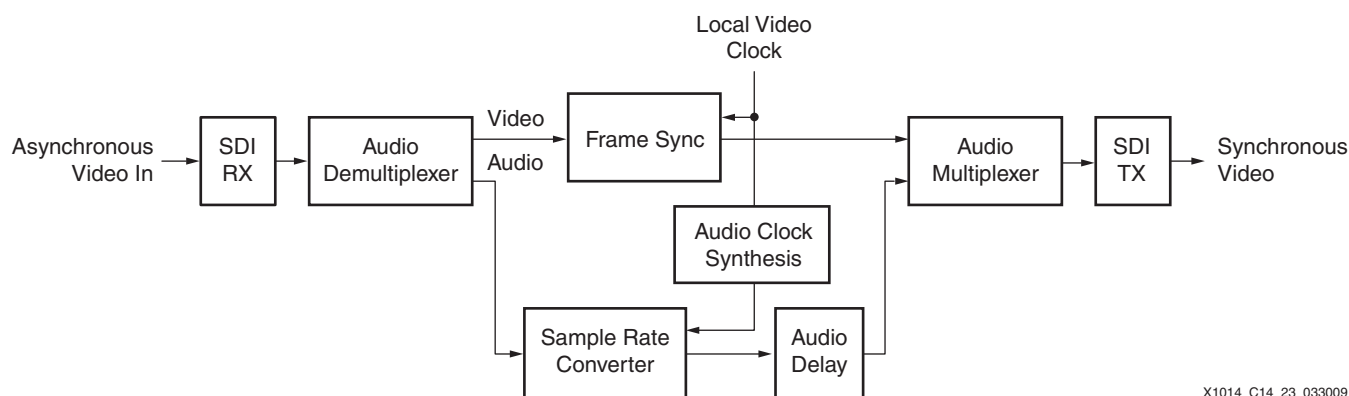 Local Video
Clock
Asynchronous
Video In
SDI
RX
Audio
Demultiplexer
Video
Audio
Frame Sync
Audio
Multiplexer
SDI
TX
Synchronous
Video
Audio Clock
Synthesis
Sample Rate
Converter
Audio
Delay
X1014_C14_23_033009